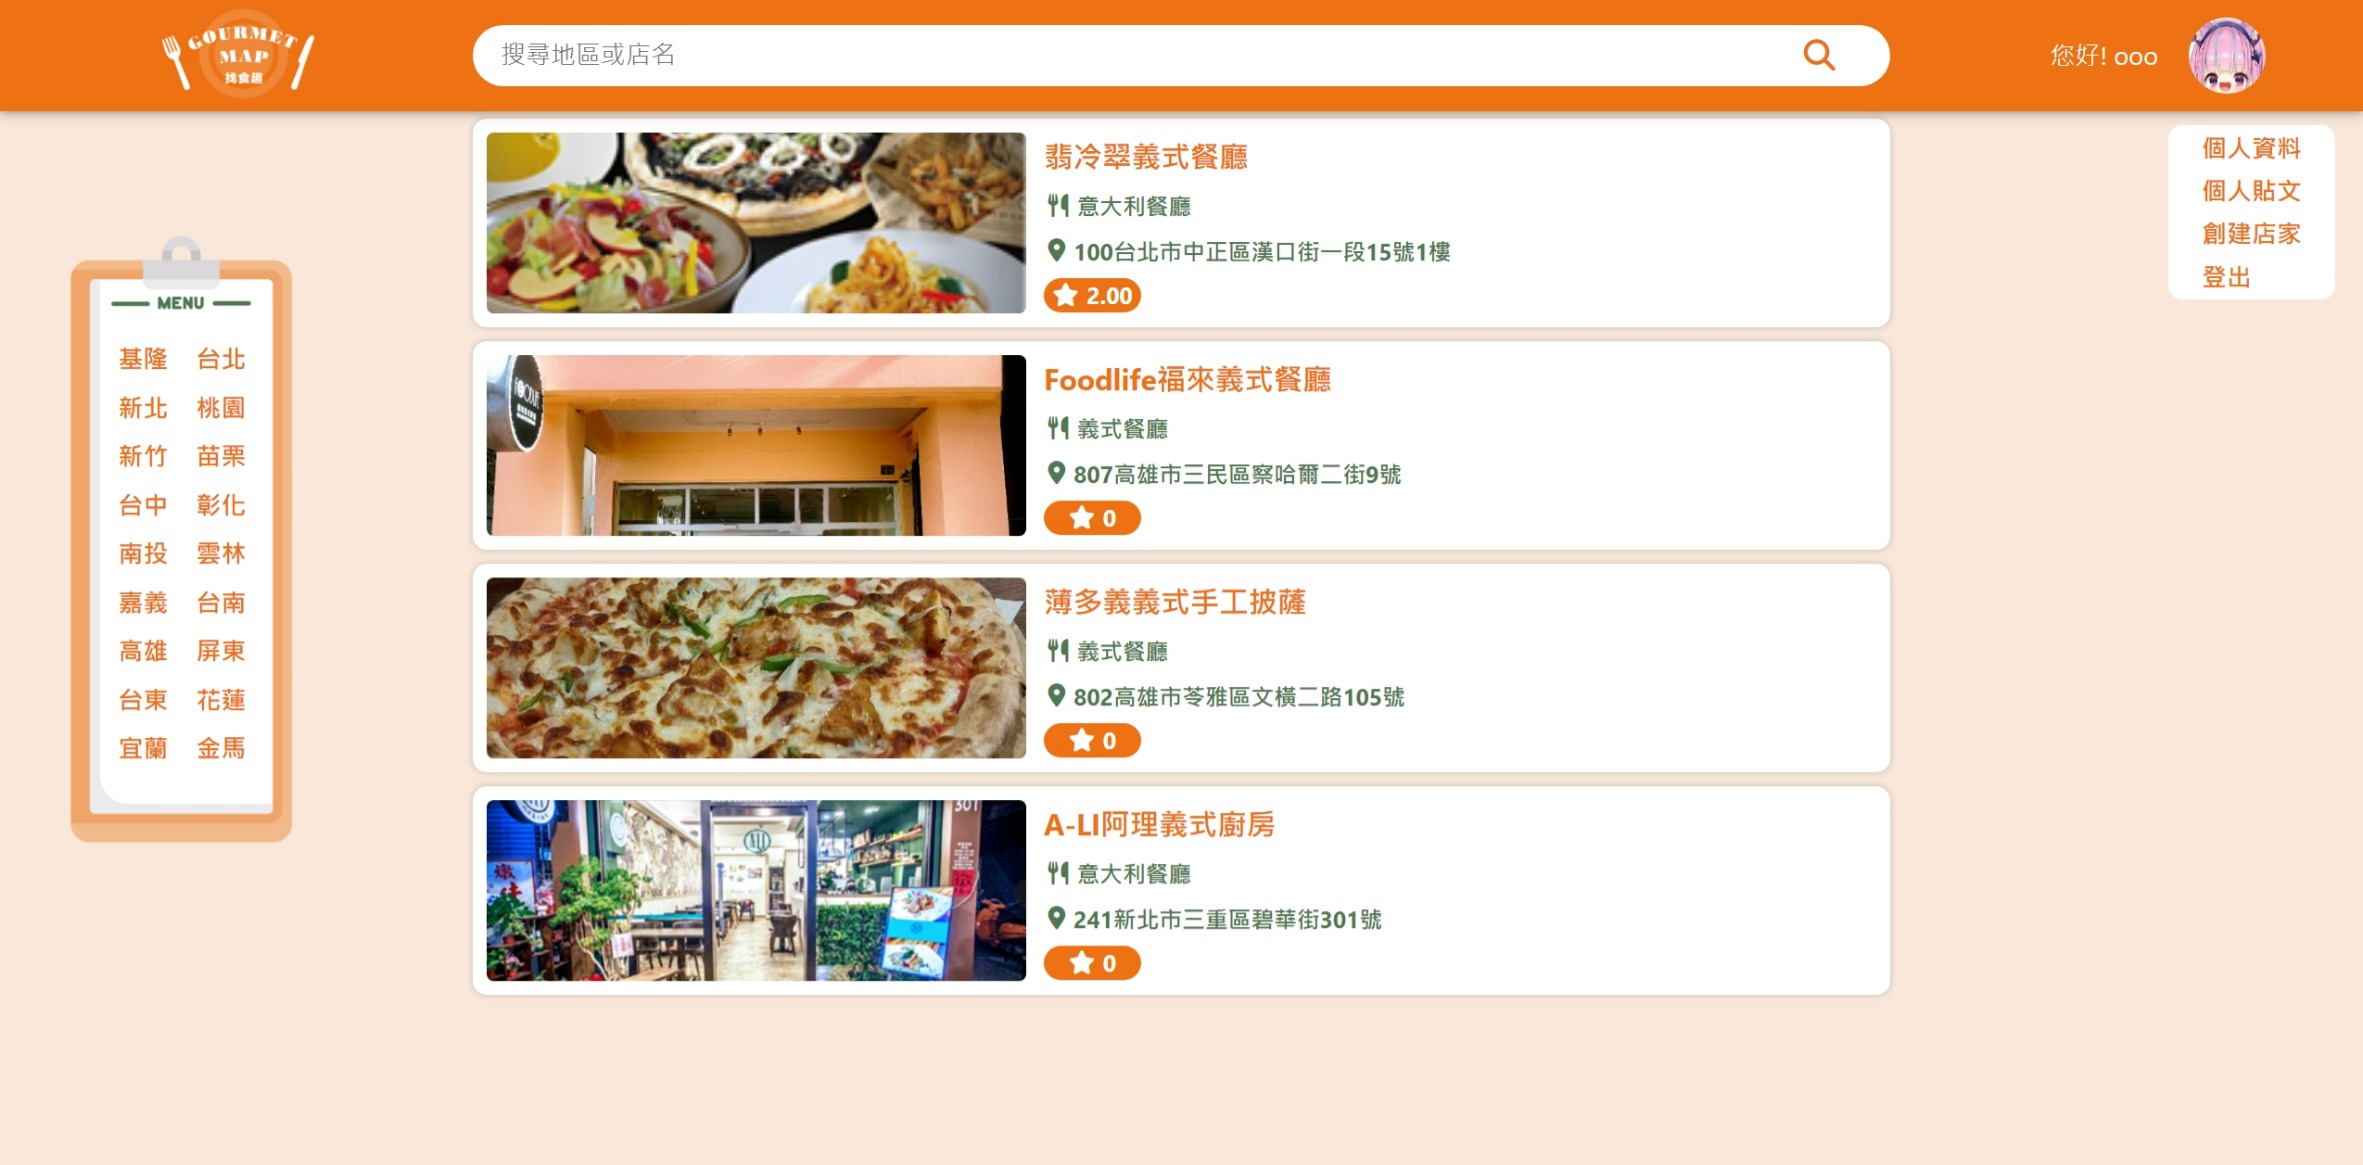 GOURMET
MAP
找食趣
搜尋地區或店名
您好! ooo
個人資料
個人貼文
創建店家
登出
MENU
基隆 台北
新北 桃園
新竹 苗栗
台中 彰化
南投 雲林
嘉義 台南
高雄 屏東
台東 花蓮
宜蘭 金馬
翡冷翠義式餐廳
意大利餐廳
100台北市中正區漢口街一段15號1樓
2.00
Foodlife福來義式餐廳
義式餐廳
807高雄市三民區察哈爾二街9號
0
薄多義義式手工披薩
義式餐廳
802高雄市苓雅區文橫二路105號
0
301
A-LI
A-LI阿理義式廚房
意大利餐廳
241新北市三重區碧華街301號
0